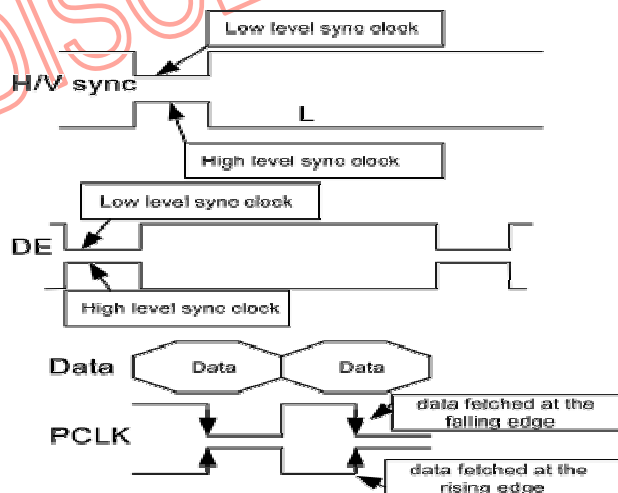 Low level sync clock
H/V sync
L
High level sync clock
Low level sync clock
DE
High level sync clock
Data
Data
Data
data fetched at the
falling edge
PCLK
data fetched at the
rising edge